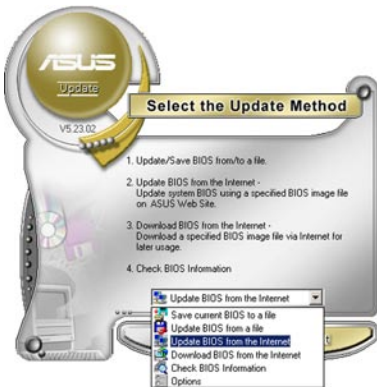 ASUS
Update
V5.23.02
Select the Update Method
1. Update/Save BIOS from/to a file.
2. Update BIOS from the Internet -
Update system BIOS using a specified BIOS image file
on ASUS Web Site.
3. Download BIOS from the Internet -
Download a specified BIOS image file via Internet for
later usage.
4. Check BIOS Information
Update BIOS from the Internet
Save current BIOS to a file
Update BIOS from a file
Update BIOS from the Internet
Download BIOS from the Internet
Check BIOS Information
Options